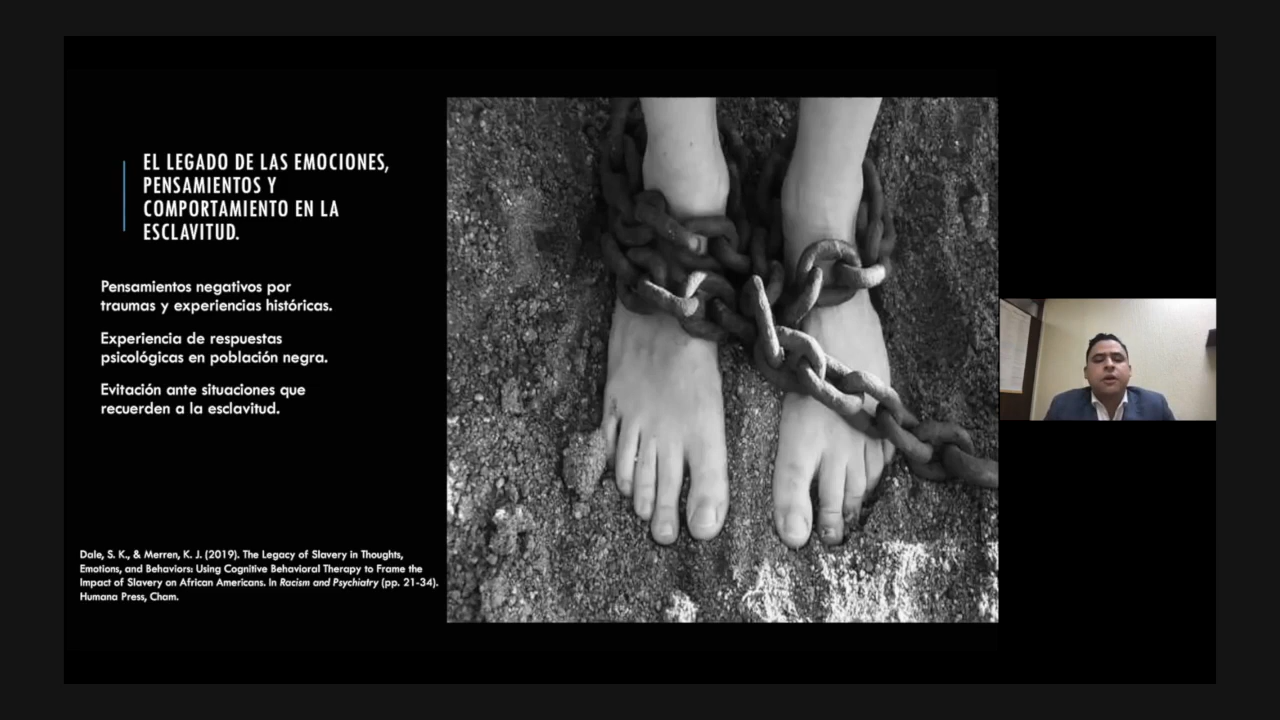 EL LEGADO DE LAS EMOCIONES,
PENSAMIENTOS Y
COMPORTAMIENTO EN LA
ESCLAVITUD.
Pensamientos negativos por
traumas y experiencias históricas.
Experiencia de respuestas
psicológicas en población negra.
Evitación ante situaciones que
recuerden a la esclavitud.
Dale, S. K., & Merren, K. J. (2019). The Legacy of Slavery in Thoughts,
Emotions, and Behaviors: Using Cognitive Behavioral Therapy to Frame the
Impact of Slavery on African Americans. In Racism and Psychiatry (pp. 21-34).
Humana Press, Cham.